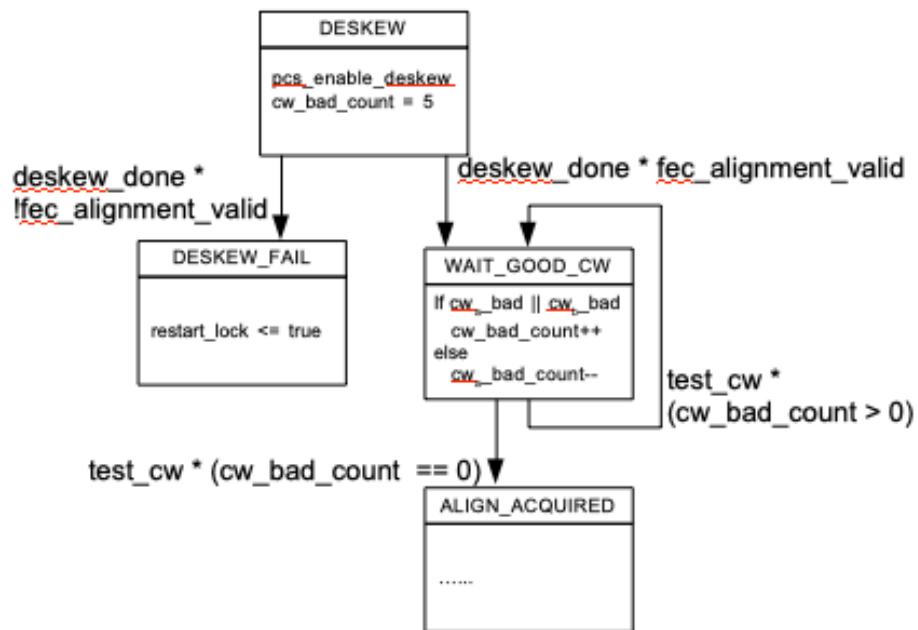 DESKEW
pcs_enable_deskew
cw_bad_count = 5
deskew_done *
!fec_alignment_valid
deskew_done * fec_alignment_valid
DESKEW_FAIL
restart_lock <= true
WAIT_GOOD_CW
If cw_bad || cw_bad
cw_bad_count++
else
cw_bad_count--
test_cw *
(cw_bad_count > 0)
test_cw * (cw_bad_count == 0)
ALIGN_ACQUIRED
......